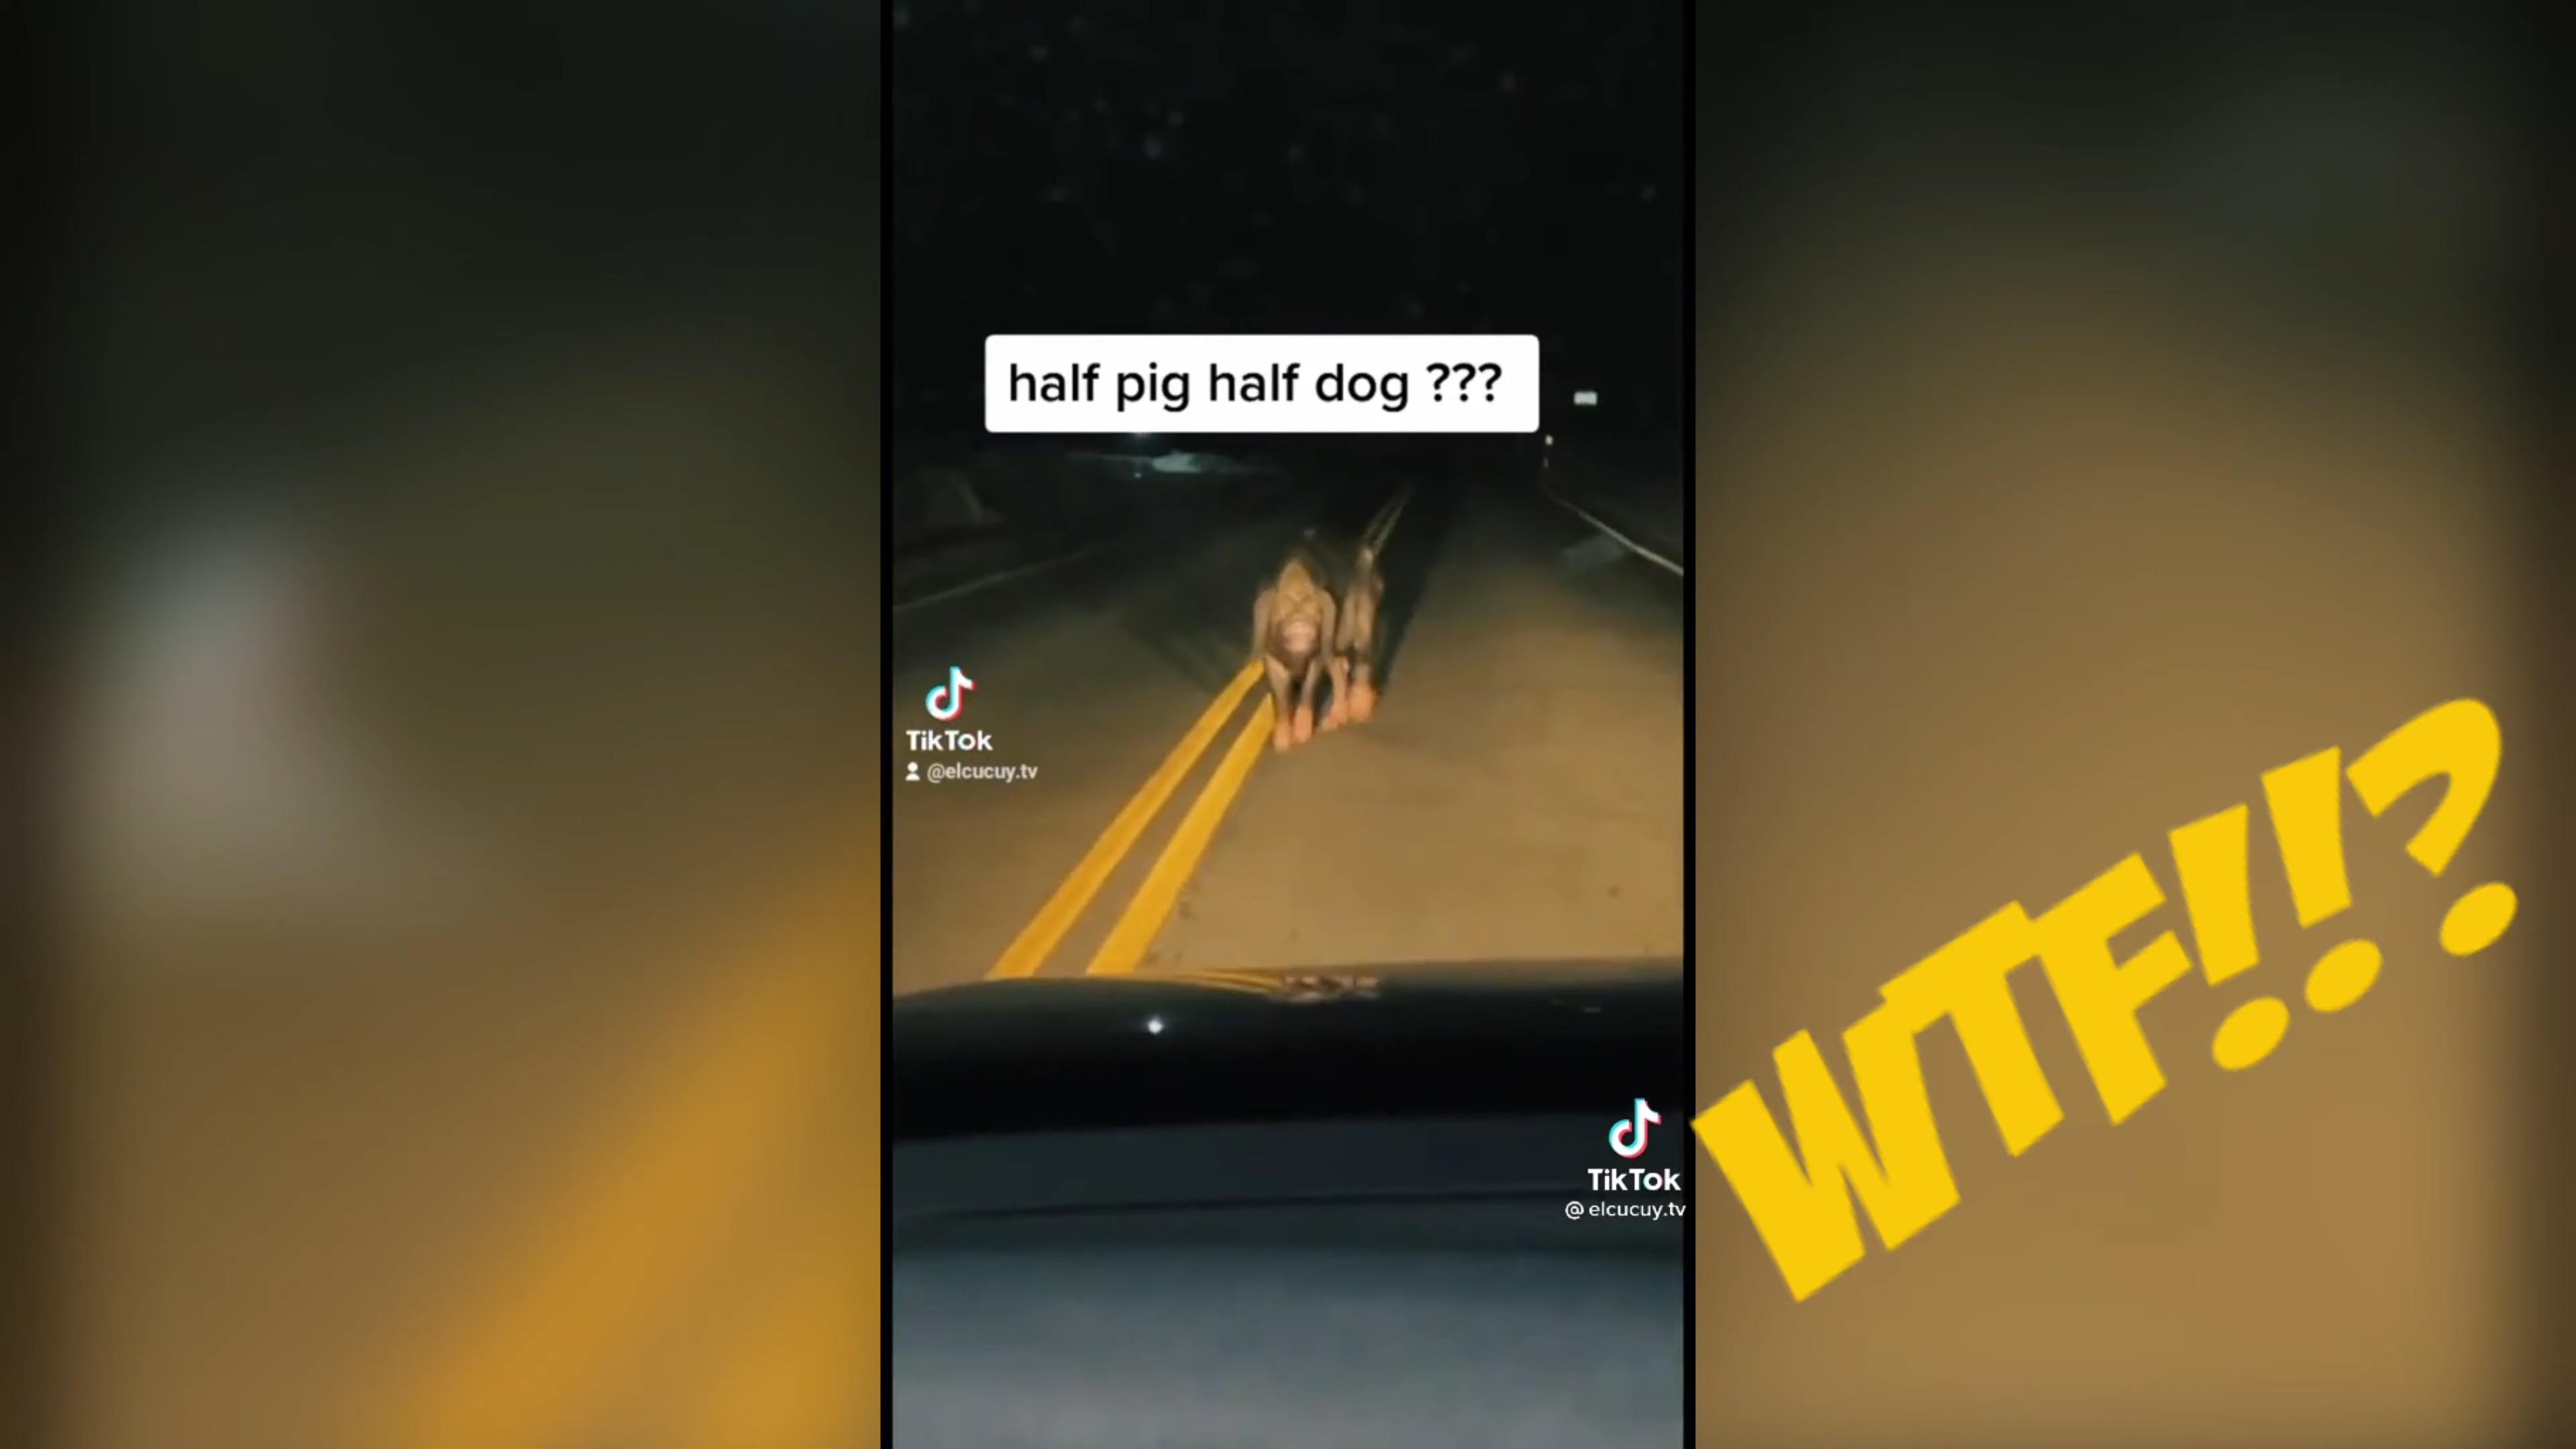 half pig half dog ???
TikTok
@elcucuy.tv
WTF!!?
TikTok
@elcucuy.tv